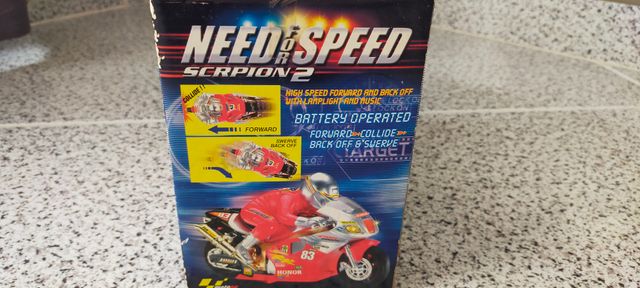 NEED FOR SPEED
SCRPION-2
HIGH SPEED FORWARD AND BACK OFF
WITH LAMPLIGHT AND MUSIC
COLLIDE!!
FORWARD
BATTERY OPERATED
FORWARD COLLIDE
BACK OFF & SWERVE
SWERVE
BACK OFF
TARGET
83
HONOR